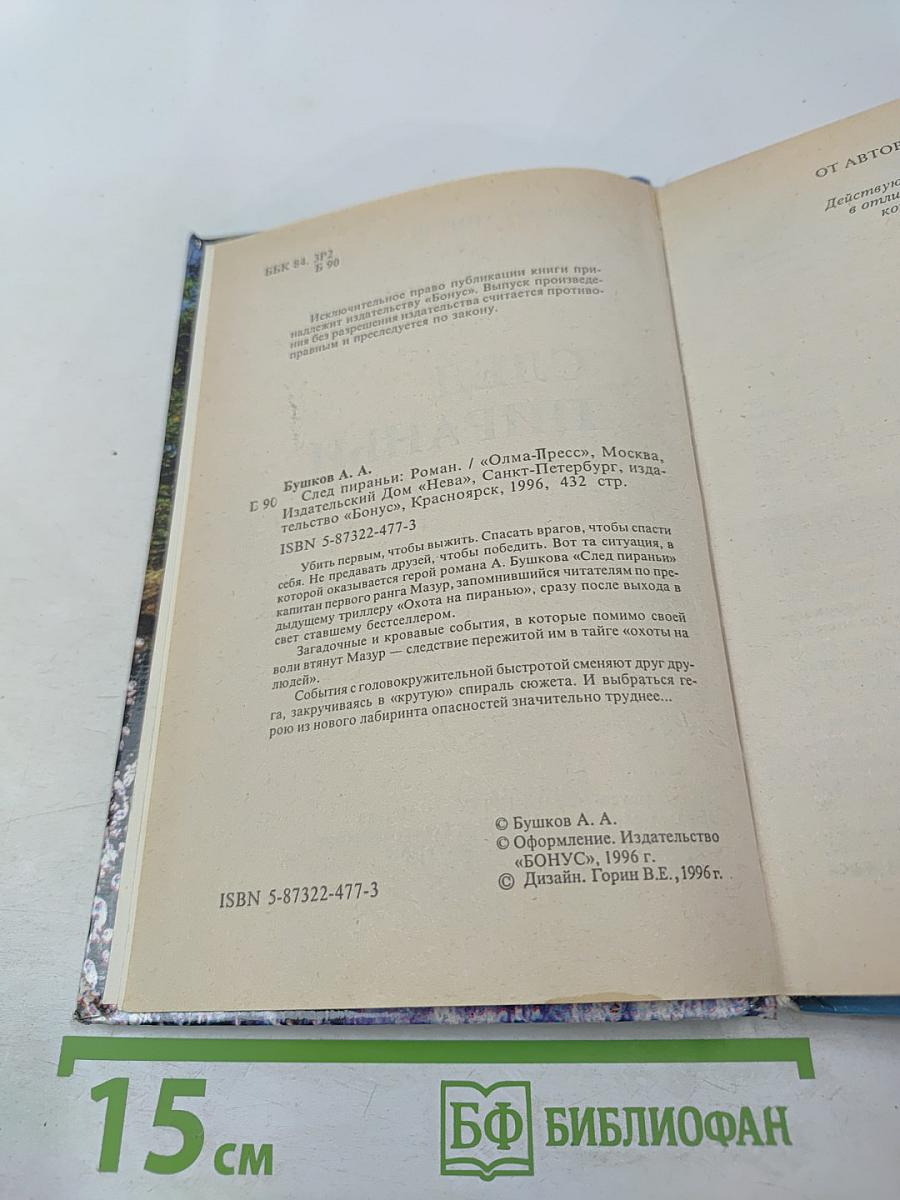 ББК 84. 3Р2
Б 90
Исключительное право публикации книги при-
надлежит издательству «Бонус». Выпуск произведе-
ния без разрешения издательства считается противо-
правным и преследуется по закону.
Бушков А. А.
Б 90 След пираньи: Роман. / «Олма-Пресс», Москва,
Издательский Дом «Нева», Санкт-Петербург, изда-
тельство «Бонус», Красноярск, 1996, 432 стр.
ISBN 5-87322-477-3
Убить первым, чтобы выжить. Спасать врагов, чтобы спасти
себя. Не предавать друзей, чтобы победить. Вот та ситуация, в
которой оказывается герой романа А. Бушкова «След пираньи»
капитан первого ранга Мазур, запомнившийся читателям по пре-
дыдущему триллеру «Охота на пиранью», сразу после выхода в
свет ставшему бестселлером.
Загадочные и кровавые события, в которые помимо своей
воли втянут Мазур — следствие пережитой им в тайге «охоты на
людей».
События с головокружительной быстротой сменяют друг дру-
га, закручиваясь в «крутую» спираль сюжета. И выбраться ге-
рою из нового лабиринта опасностей значительно труднее...
© Бушков А. А.
© Оформление. Издательство
«БОНУС», 1996 г.
© Дизайн. Горин В.Е., 1996 г.
ISBN 5-87322-477-3
ОТ АВТОР
Действую
в отли
ко
15 см
БФ БИБЛИОФАН